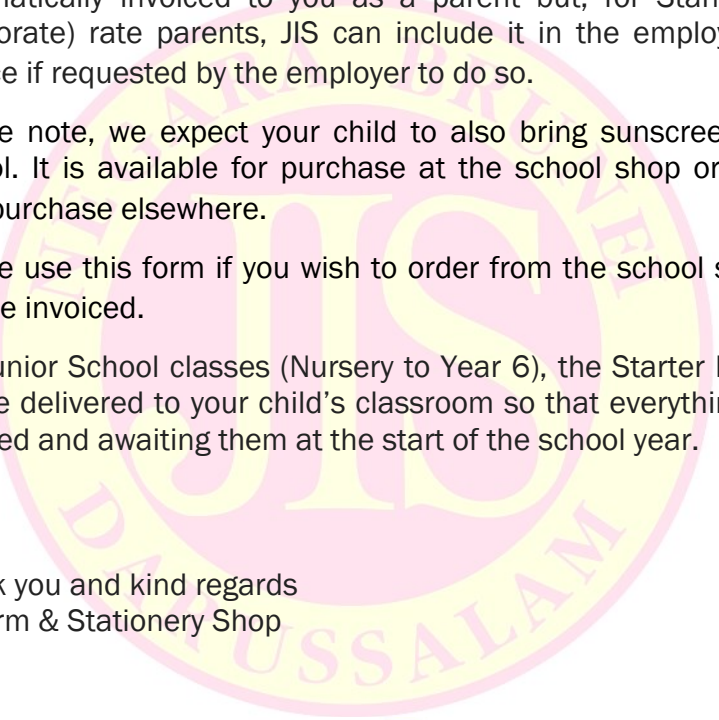 matically invoiced to you as a parent but, for Stan
orate) rate parents, JIS can include it in the employ
e if requested by the employer to do so.
e note, we expect your child to also bring sunscree
ol. It is available for purchase at the school shop or
purchase elsewhere.
e use this form if you wish to order from the school s
e invoiced.
unior School classes (Nursery to Year 6), the Starter
e delivered to your child's classroom so that everythin
ed and awaiting them at the start of the school year.
k you and kind regards
rm & Stationery Shop
NEGARA BRUNEI
JIS
DARUSSALAM